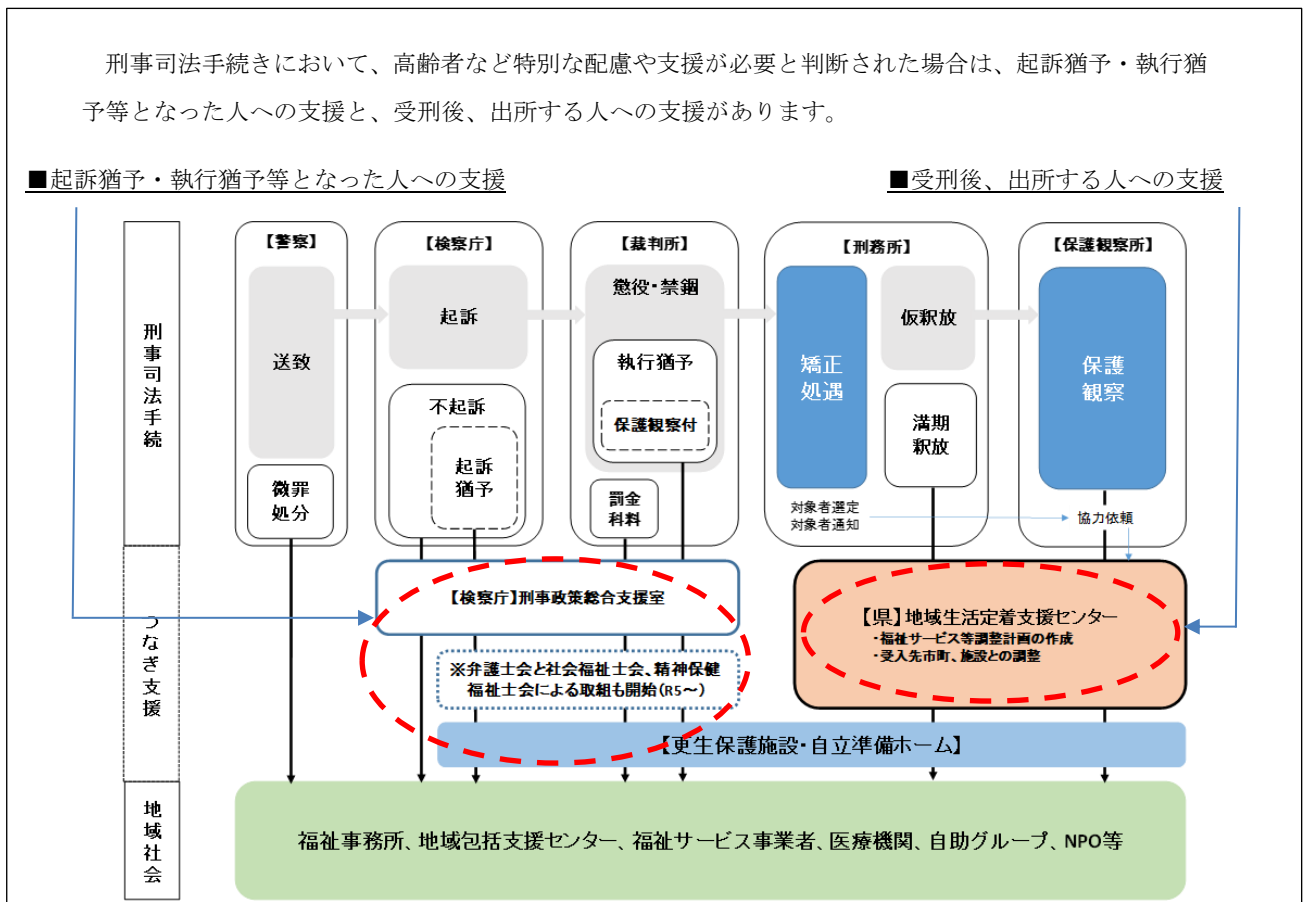 刑事司法手続きにおいて、高齢者など特別な配慮や支援が必要と判断された場合は、起訴猶予・執行猶
予等となった人への支援と、受刑後、出所する人への支援があります。
■起訴猶予・執行猶予等となった人への支援
■受刑後、出所する人への支援
刑事司法手続
【警察】
送致
微罪
処分
【検察庁】
起訴
不起訴
起訴
猶予
【裁判所】
懲役・禁錮
執行猶予
保護観察付
罰金
科料
【刑務所】
矯正
処遇
仮釈放
満期
釈放
対象者選定
対象者通知
【保護観察所】
保護
観察
協力依頼
つなぎ支援
【検察庁】刑事政策総合支援室
※弁護士会と社会福祉士会、精神保健
福祉士会による取組も開始(R5~)
【県】地域生活定着支援センター
・福祉サービス等調整計画の作成
・受入先市町、施設との調整
【更生保護施設・自立準備ホーム】
地域社会
福祉事務所、地域包括支援センター、福祉サービス事業者、医療機関、自助グループ、NPO等